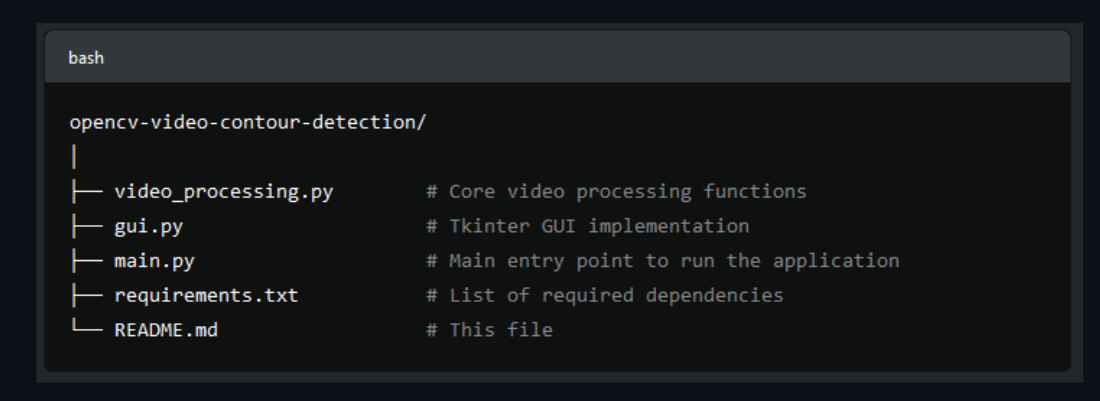 bash
opencv-video-contour-detection/
│
├── video_processing.py        # Core video processing functions
├── gui.py                     # Tkinter GUI implementation
├── main.py                    # Main entry point to run the application
├── requirements.txt           # List of required dependencies
└── README.md                  # This file